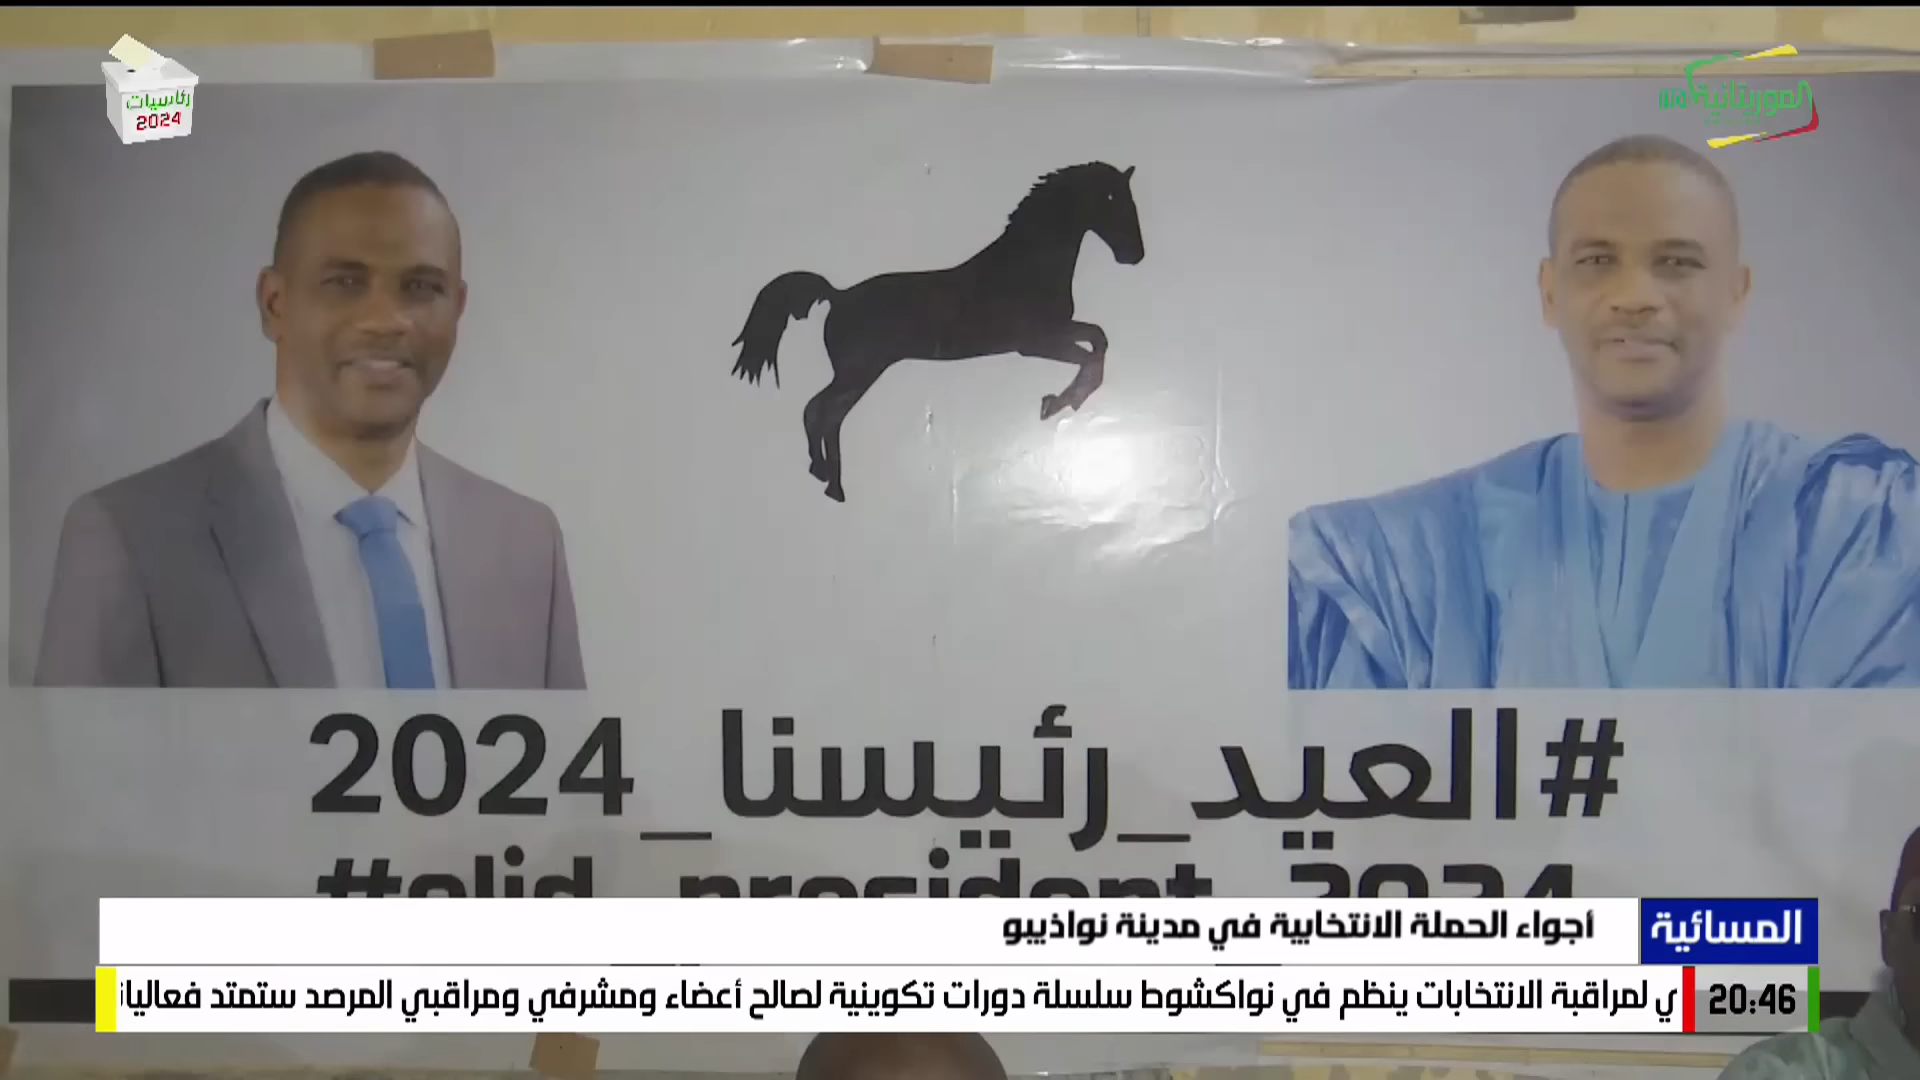 رئاسيات
2024
الموريتانية
#العيد_رئيسنا_2024
#elid_president_2024
المسائية
أجواء الحملة الانتخابية في مدينة نواذيبو
20:46
ي لمراقبة الانتخابات ينظم في نواكشوط سلسلة دورات تكوينية لصالح أعضاء ومشرفي ومراقبي المرصد ستمتد